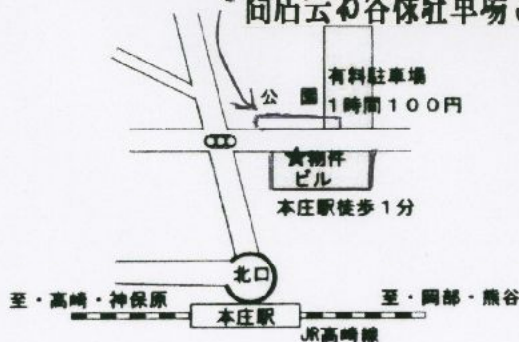 有料駐車場
公園 1時間100円
★物件
ビル
本庄駅徒歩1分
北口
至・高崎・神保原
至・岡部・熊谷
本庄駅
JR高崎線